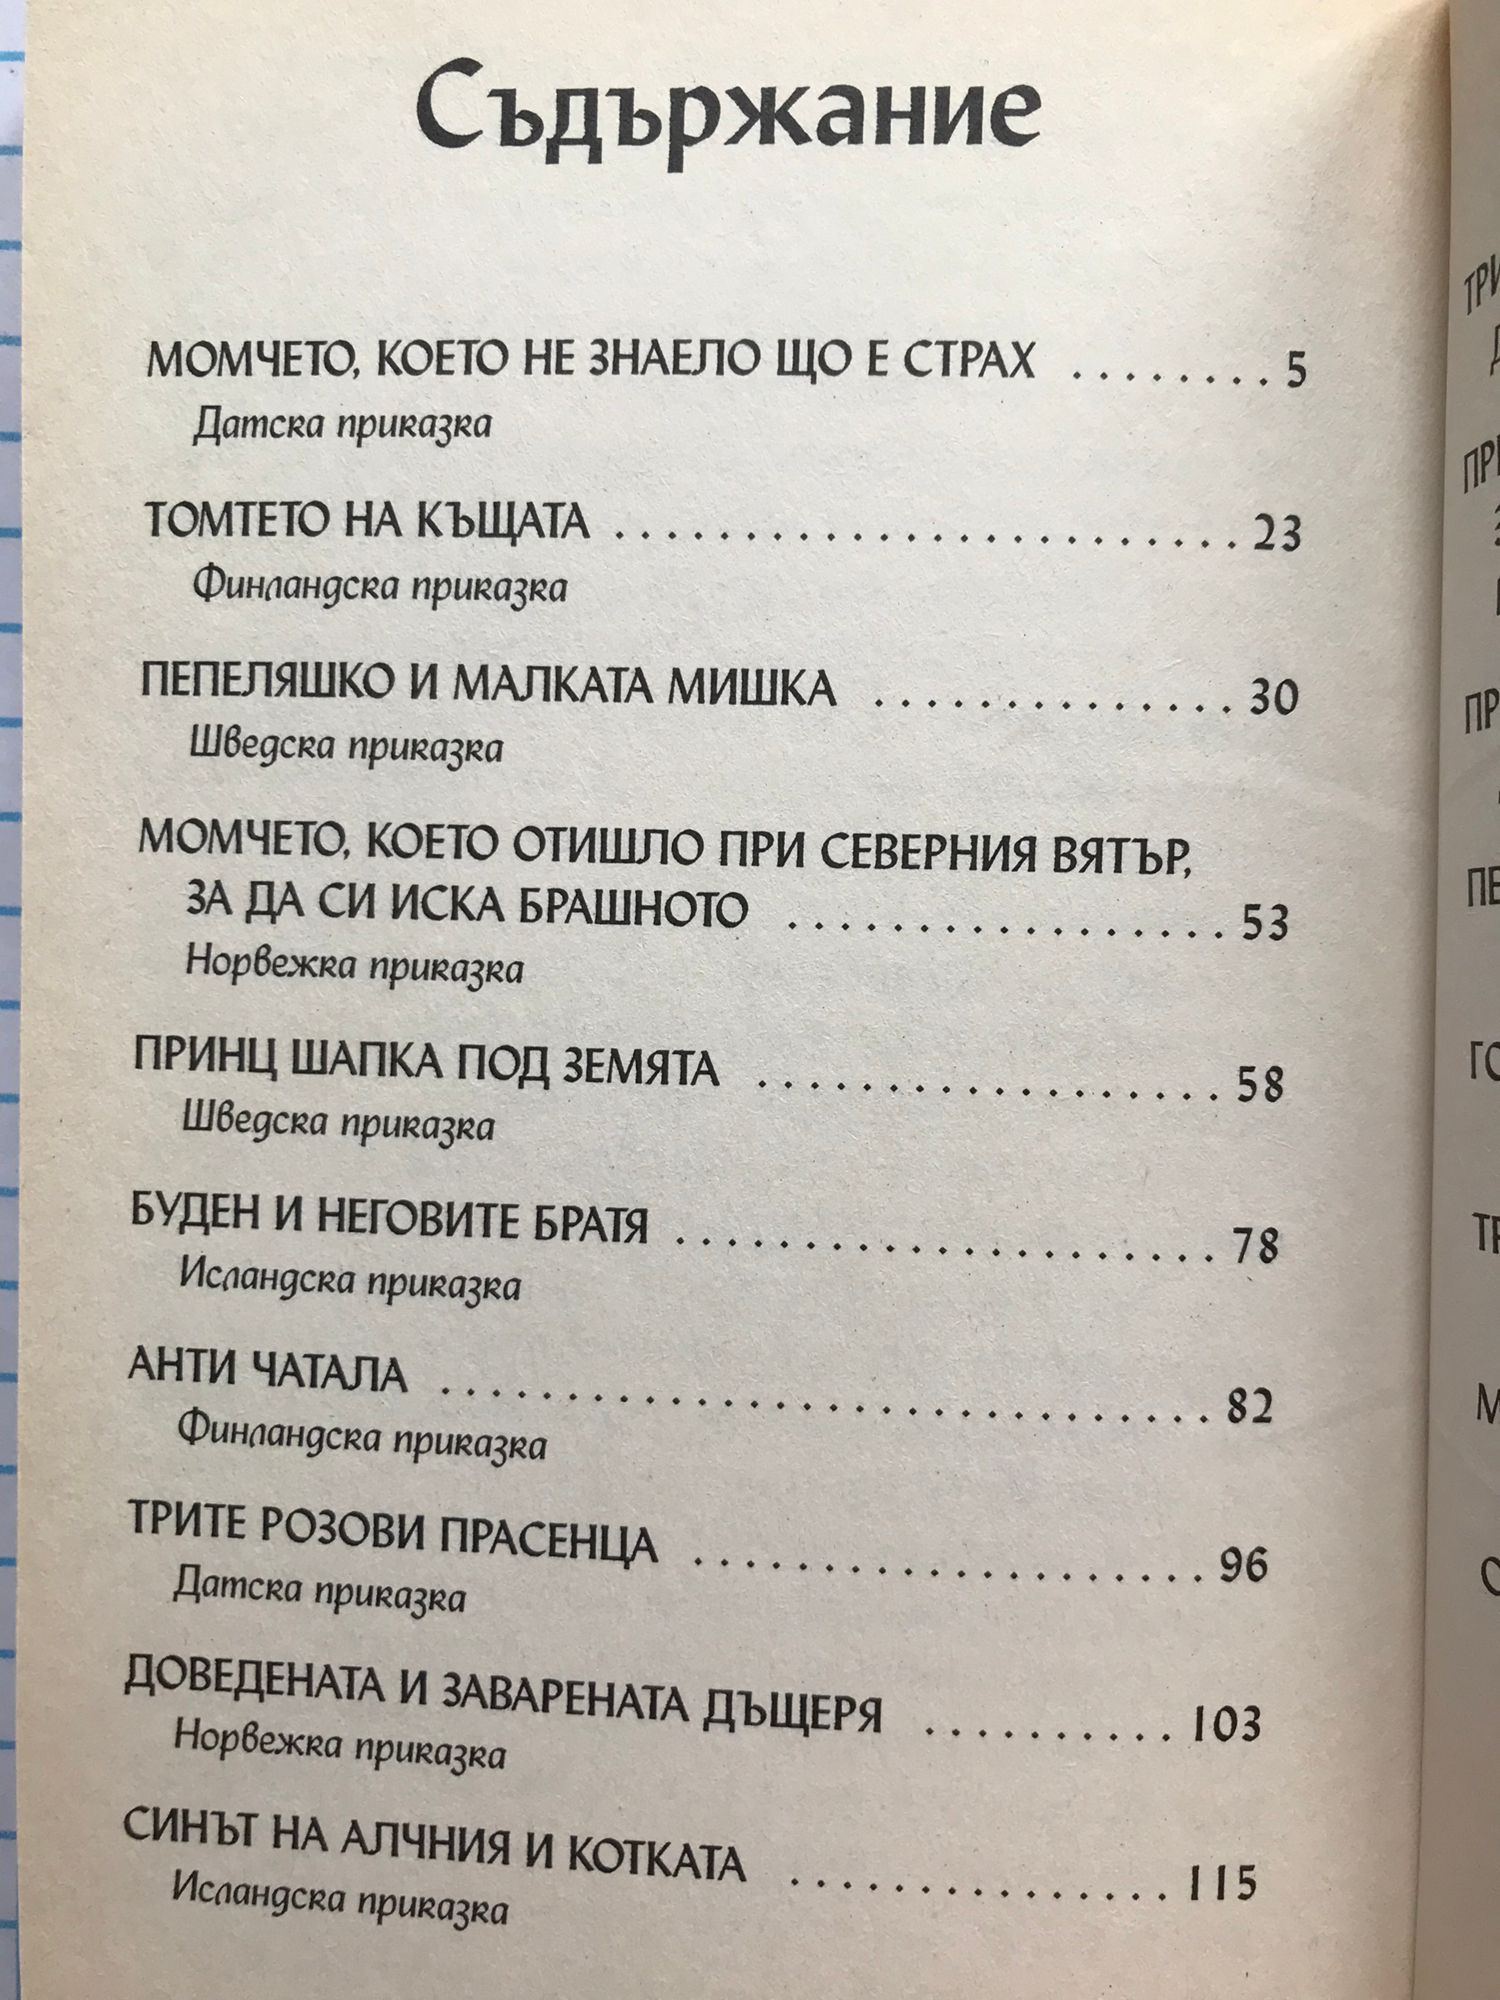 Съдържание
МОМЧЕТО, КОЕТО НЕ ЗНАЕЛО ЩО Е СТРАХ . . . . . . . . 5
Датска приказка
ТОМТЕТО НА КЪЩАТА . . . . . . . . . . . . . . . . . . . . . . . . 23
Финландска приказка
ПЕПЕЛЯШКО И МАЛКАТА МИШКА . . . . . . . . . . . . . . 30
Шведска приказка
МОМЧЕТО, КОЕТО ОТИШЛО ПРИ СЕВЕРНИЯ ВЯТЪР,
ЗА ДА СИ ИСКА БРАШНОТО . . . . . . . . . . . . . . . . . 53
Норвежка приказка
ПРИНЦ ШАПКА ПОД ЗЕМЯТА . . . . . . . . . . . . . . . . . . 58
Шведска приказка
БУДЕН И НЕГОВИТЕ БРАТЯ . . . . . . . . . . . . . . . . . . . . . 78
Исландска приказка
АНТИ ЧАТАЛА . . . . . . . . . . . . . . . . . . . . . . . . . . . . . . 82
Финландска приказка
ТРИТЕ РОЗОВИ ПРАСЕНЦА . . . . . . . . . . . . . . . . . . . . 96
Датска приказка
ДОВЕДЕНАТА И ЗАВАРЕНАТА ДЪЩЕРЯ . . . . . . . . . . 103
Норвежка приказка
СИНЪТ НА АЛЧНИЯ И КОТКАТА . . . . . . . . . . . . . . . 115
Исландска приказка